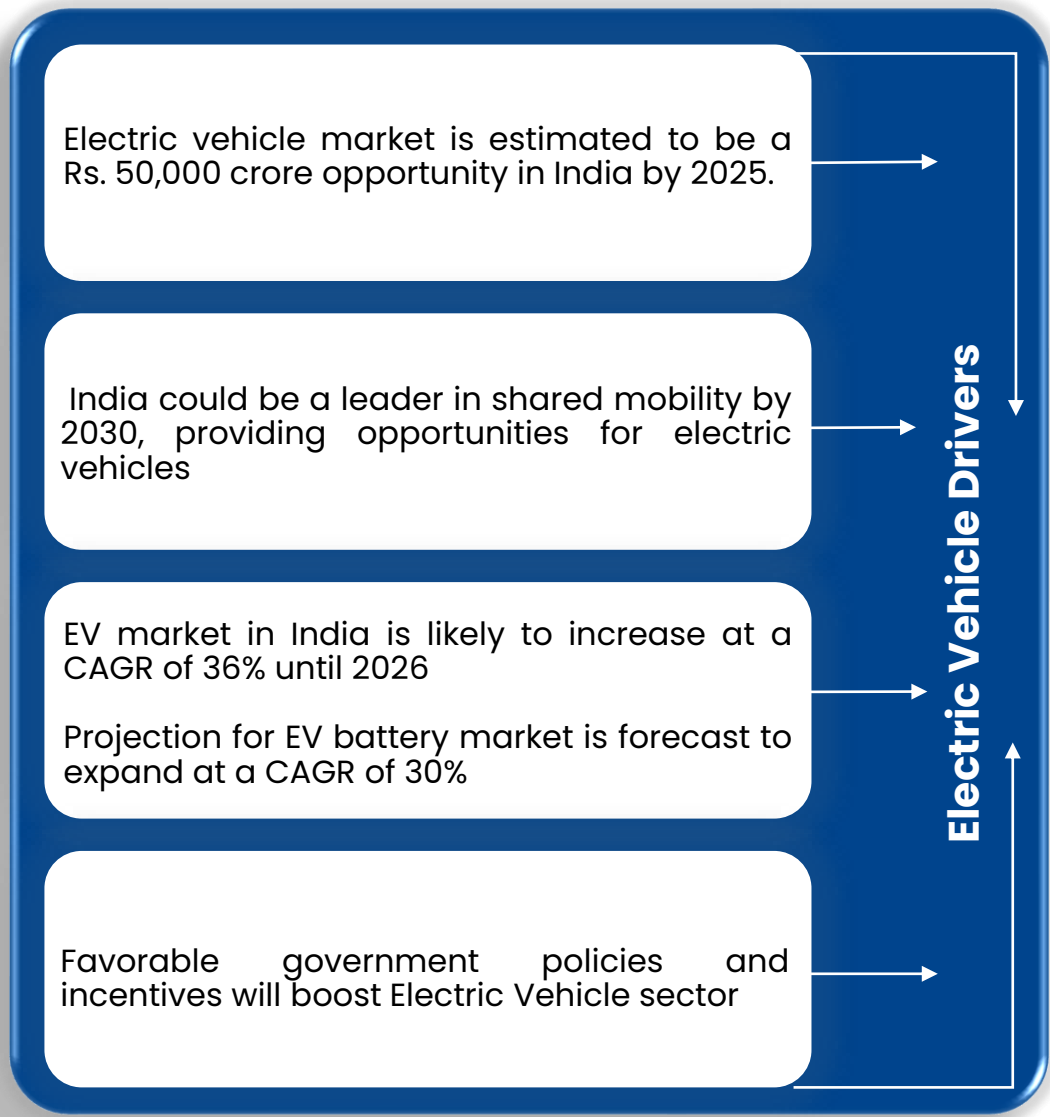 Electric vehicle market is estimated to be a
Rs. 50,000 crore opportunity in India by 2025.
India could be a leader in shared mobility by
2030, providing opportunities for electric
vehicles
EV market in India is likely to increase at a
CAGR of 36% until 2026
Projection for EV battery market is forecast to
expand at a CAGR of 30%
Favorable government policies and
incentives will boost Electric Vehicle sector
Electric Vehicle Drivers